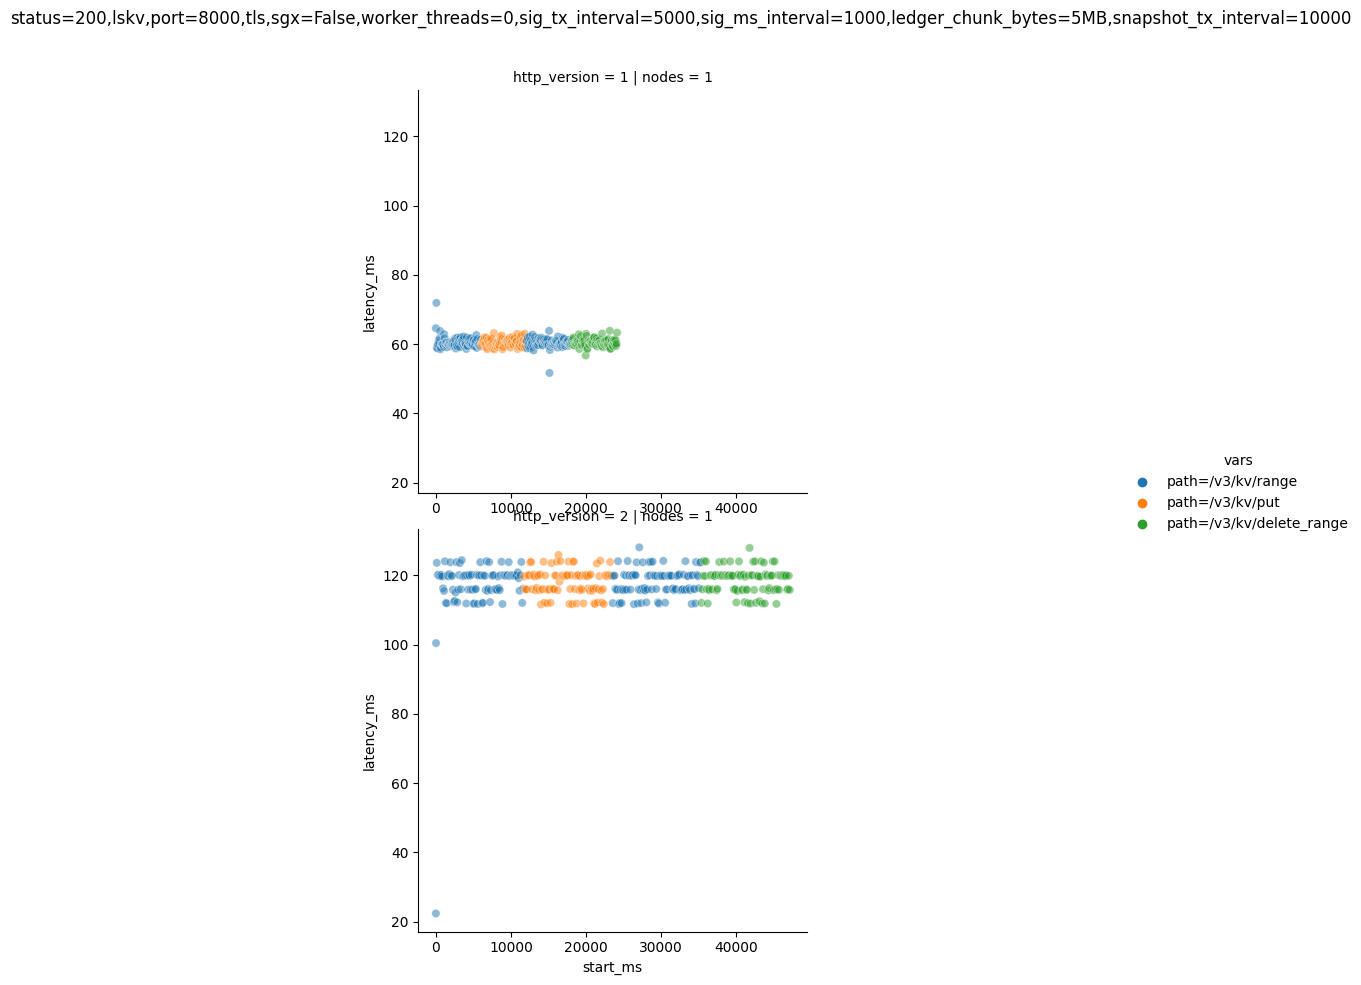 status=200,lskv,port=8000,tls,sgx=False,worker_threads=0,sig_tx_interval=5000,sig_ms_interval=1000,ledger_chunk_bytes=5MB,snapshot_tx_interval=10000
http_version = 1 | nodes = 1
120
100
80
60
40
20
latency_ms
0 10000 20000 30000 40000
http_version = 2 | nodes = 1
120
100
80
60
40
20
latency_ms
0 10000 20000 30000 40000
start_ms
vars
path=/v3/kv/range
path=/v3/kv/put
path=/v3/kv/delete_range